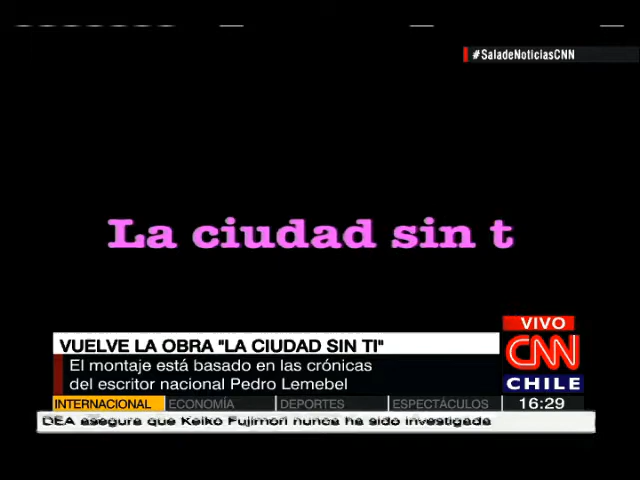 #SaladeNoticiasCNN
La ciudad sin t
VIVO
CNN
CHILE
VUELVE LA OBRA "LA CIUDAD SIN TI"
El montaje está basado en las crónicas
del escritor nacional Pedro Lemebel
INTERNACIONAL ECONOMÍA DEPORTES ESPECTÁCULOS 16:29
DEA asegura que Keiko Fujimori nunca ha sido investigada